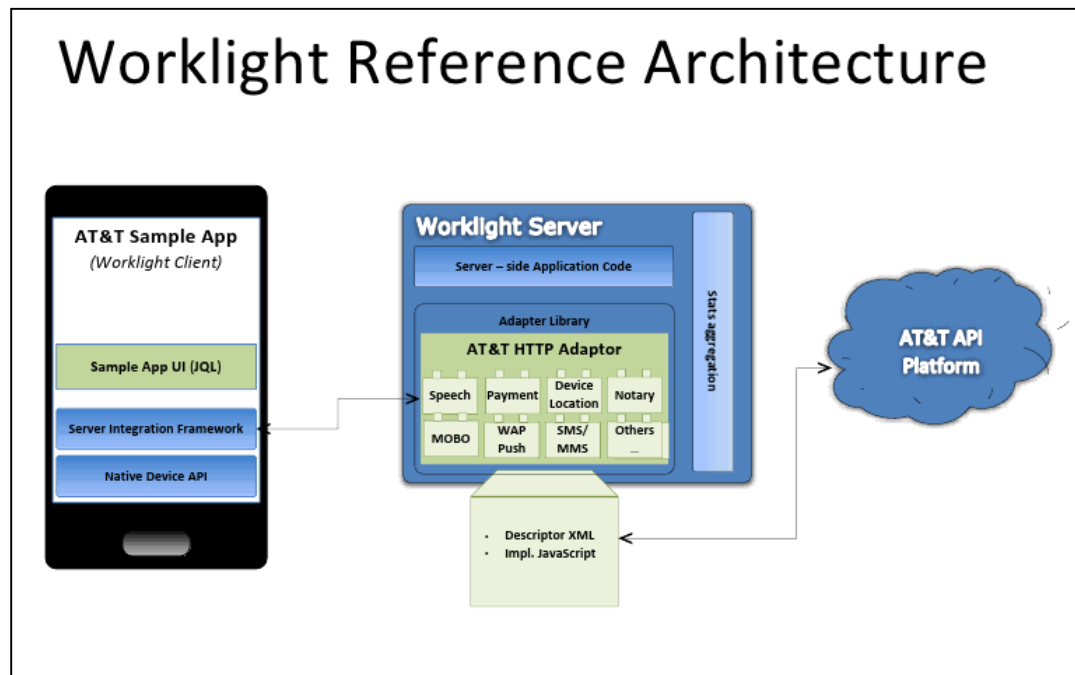 Worklight Reference Architecture
AT&T Sample App
(Worklight Client)
Sample App UI (JQL)
Server Integration Framework
Native Device API
Worklight Server
Server – side Application Code
Adapter Library
AT&T HTTP Adaptor
Speech
Payment
Device
Location
Notary
MOBO
WAP
Push
SMS/
MMS
Others
...
Stats aggregation
• Descriptor XML
• Impl. JavaScript
AT&T API
Platform